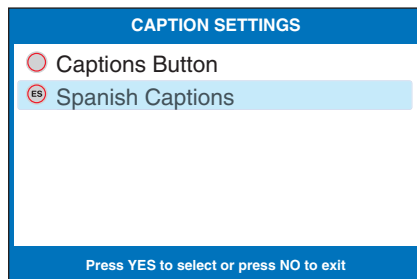 CAPTION SETTINGS
Captions Button
ES Spanish Captions
Press YES to select or press NO to exit